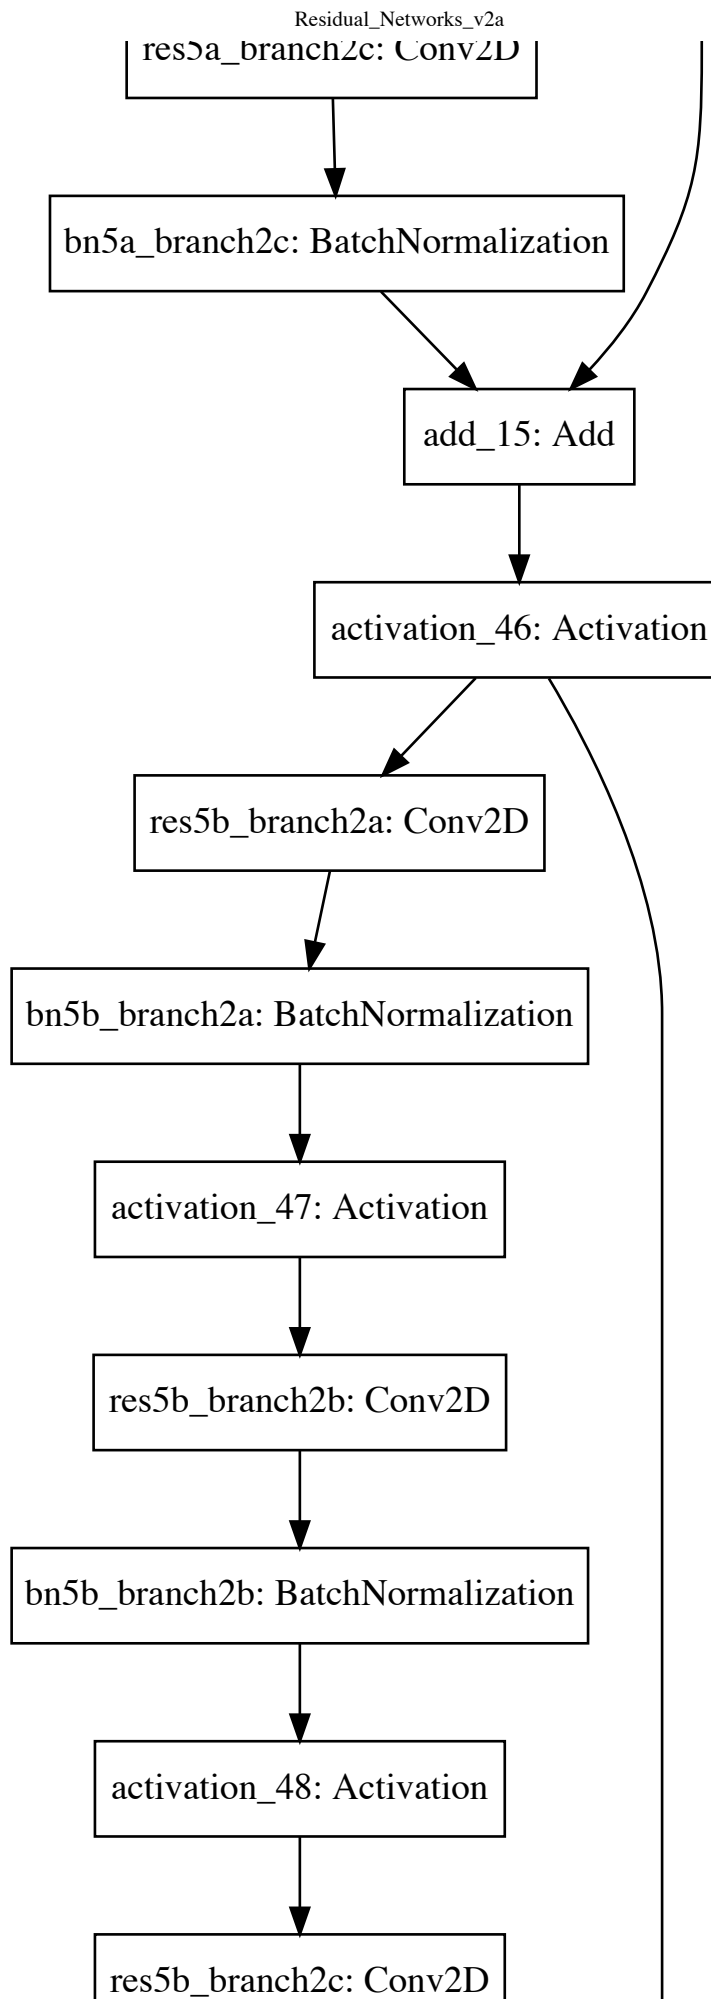 Residual_Networks_v2a
res5a_branch2c: Conv2D
bn5a_branch2c: BatchNormalization
add_15: Add
activation_46: Activation
res5b_branch2a: Conv2D
bn5b_branch2a: BatchNormalization
activation_47: Activation
res5b_branch2b: Conv2D
bn5b_branch2b: BatchNormalization
activation_48: Activation
res5b_branch2c: Conv2D